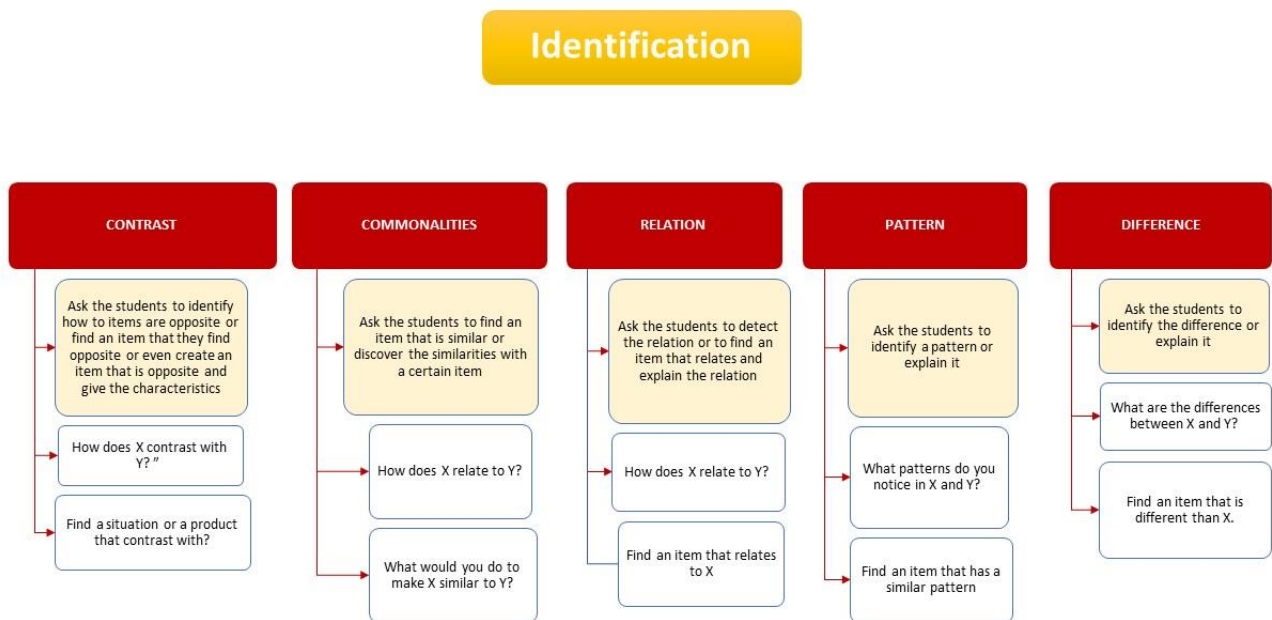 Identification
CONTRAST
Ask the students to identify
how to items are opposite or
find an item that they find
opposite or even create an
item that is opposite and
give the characteristics
How does X contrast with
Y? ”
Find a situation or a product
that contrast with?
COMMONALITIES
Ask the students to find an
item that is similar or
discover the similarities with
a certain item
How does X relate to Y?
What would you do to
make X similar to Y?
RELATION
Ask the students to detect
the relation or to find an
item that relates and
explain the relation
How does X relate to Y?
Find an item that relates
to X
PATTERN
Ask the students to
identify a pattern or
explain it
What patterns do you
notice in X and Y?
Find an item that has a
similar pattern
DIFFERENCE
Ask the students to
identify the difference or
explain it
What are the differences
between X and Y?
Find an item that is
different than X.